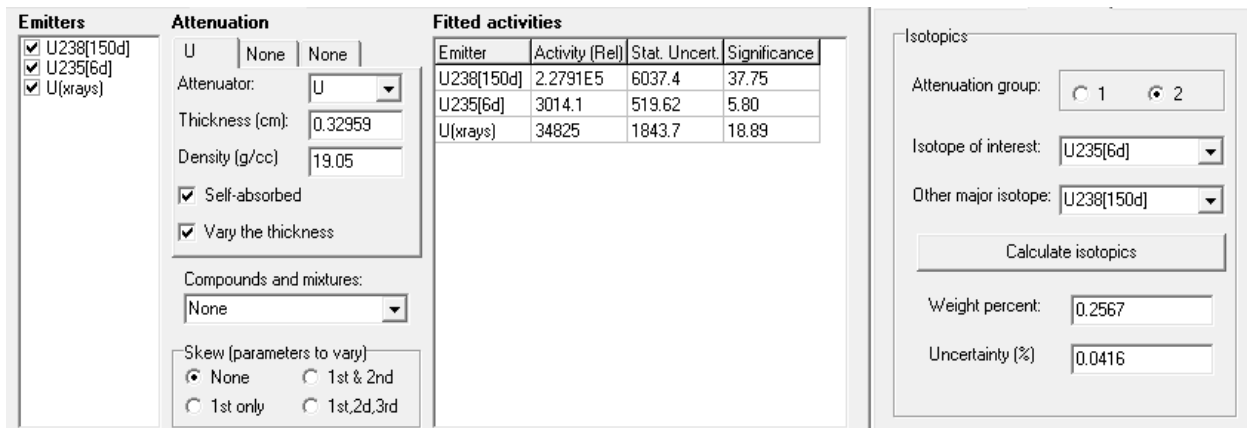 Emitters
U238[150d]
U235[6d]
U(xrays)
Attenuation
U None None
Attenuator: U
Thickness (cm): 0.32959
Density (g/cc) 19.05
Self-absorbed
Vary the thickness
Compounds and mixtures:
None
Skew (parameters to vary)
None 1st & 2nd
1st only 1st,2d,3rd
Fitted activities
Emitter Activity (Rel) Stat. Uncert. Significance
U238[150d] 2.2791E5 6037.4 37.75
U235[6d] 3014.1 519.62 5.80
U(xrays) 34825 1843.7 18.89
Isotopics
Attenuation group: 1 2
Isotope of interest: U235[6d]
Other major isotope: U238[150d]
Calculate isotopics
Weight percent: 0.2567
Uncertainty (%) 0.0416